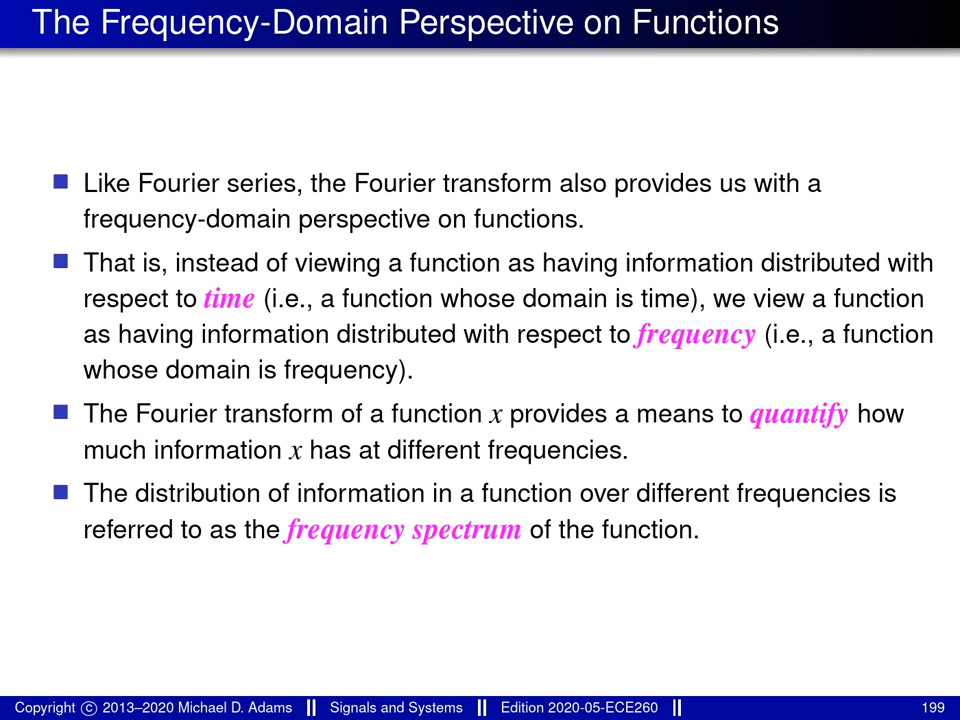 The Frequency-Domain Perspective on Functions
Like Fourier series, the Fourier transform also provides us with a
frequency-domain perspective on functions.
That is, instead of viewing a function as having information distributed with
respect to time (i.e., a function whose domain is time), we view a function
as having information distributed with respect to frequency (i.e., a function
whose domain is frequency).
The Fourier transform of a function x provides a means to quantify how
much information x has at different frequencies.
The distribution of information in a function over different frequencies is
referred to as the frequency spectrum of the function.
Copyright © 2013–2020 Michael D. Adams Signals and Systems Edition 2020-05-ECE260 199